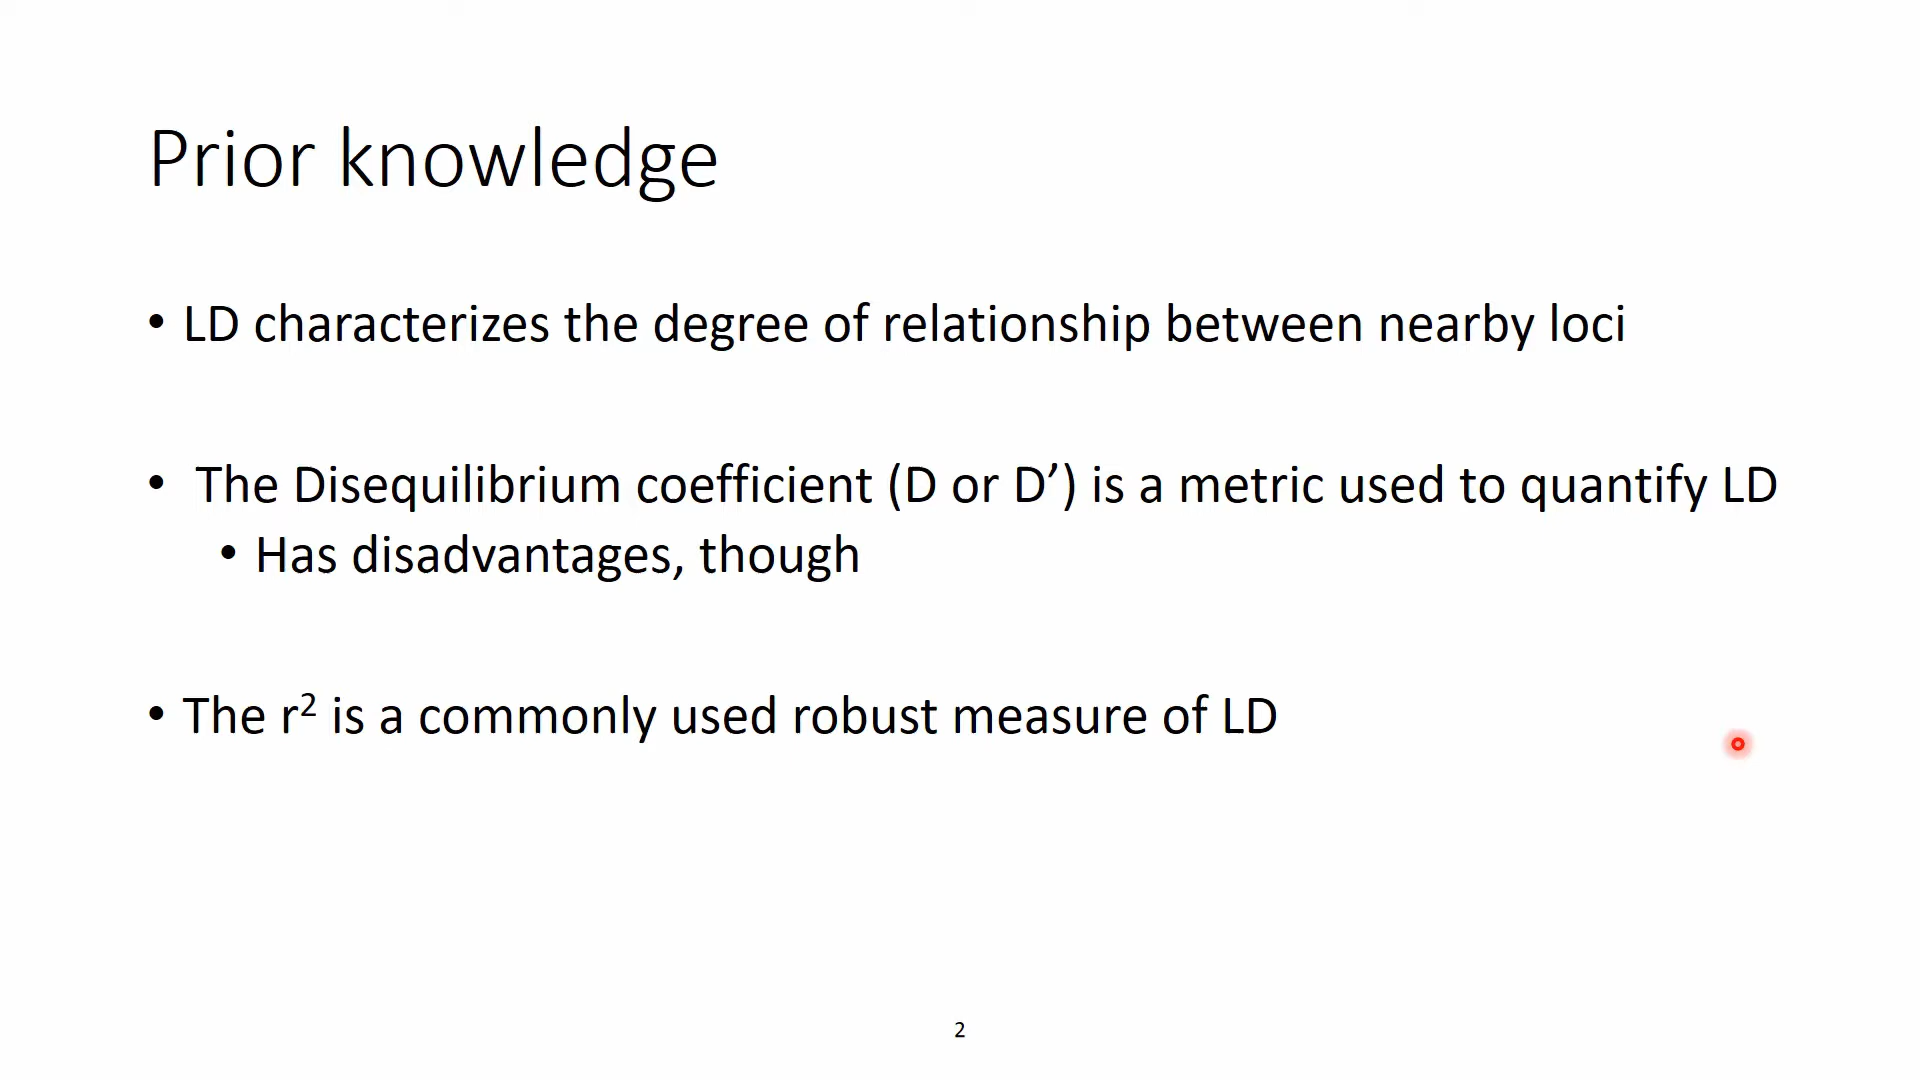 Prior knowledge
• LD characterizes the degree of relationship between nearby loci
• The Disequilibrium coefficient (D or D’) is a metric used to quantify LD
• Has disadvantages, though
• The r² is a commonly used robust measure of LD
2